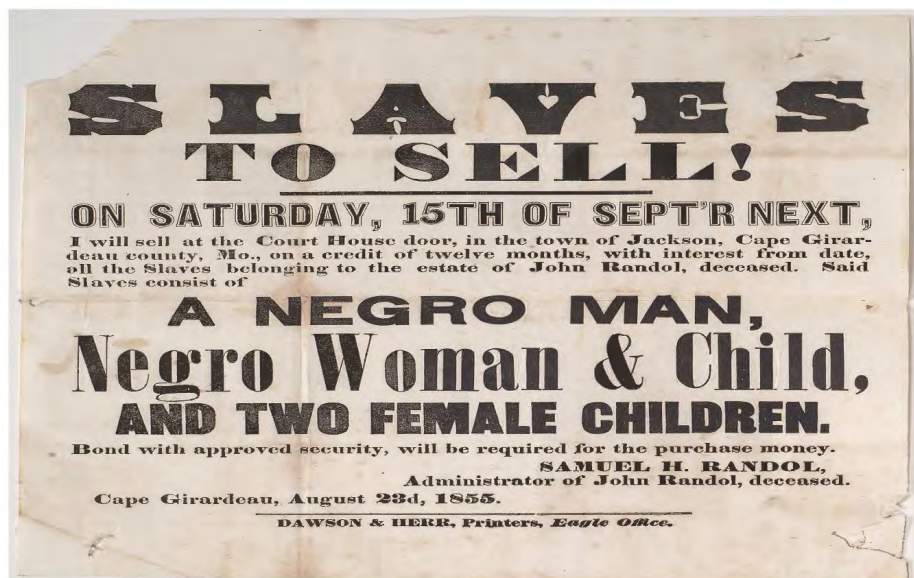 SLAVES
TO SELL!
ON SATURDAY, 15TH OF SEPT'R NEXT,
I will sell at the Court House door, in the town of Jackson, Cape Girar-
deau county, Mo., on a credit of twelve months, with interest from date,
all the Slaves belonging to the estate of John Randol, deceased. Said
Slaves consist of
A NEGRO MAN,
Negro Woman & Child,
AND TWO FEMALE CHILDREN.
Bond with approved security, will be required for the purchase money.
SAMUEL H. RANDOL,
Administrator of John Randol, deceased.
Cape Girardeau, August 23d, 1855.
DAWSON & HERR, Printers, Eagle Office.